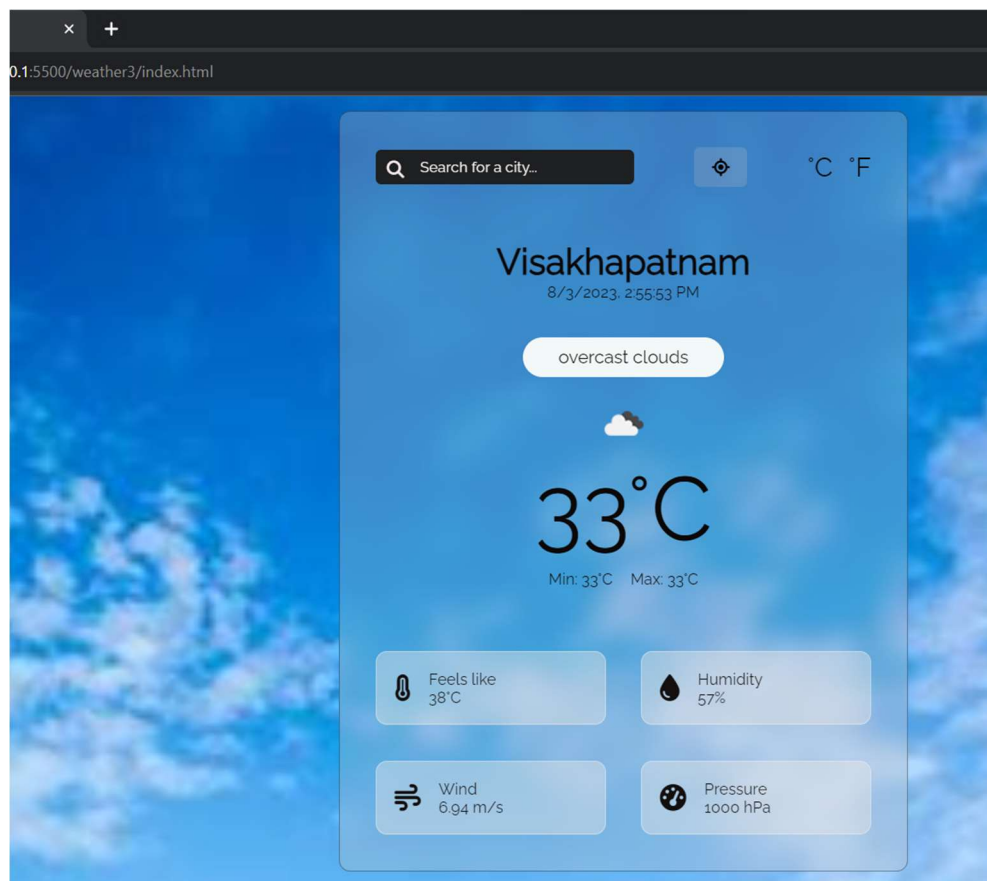 0.1:5500/weather3/index.html
Search for a city...
°C °F
Visakhapatnam
8/3/2023, 2:55:53 PM
overcast clouds
33°C
Min: 33°C Max: 33°C
Feels like
38°C
Humidity
57%
Wind
6.94 m/s
Pressure
1000 hPa